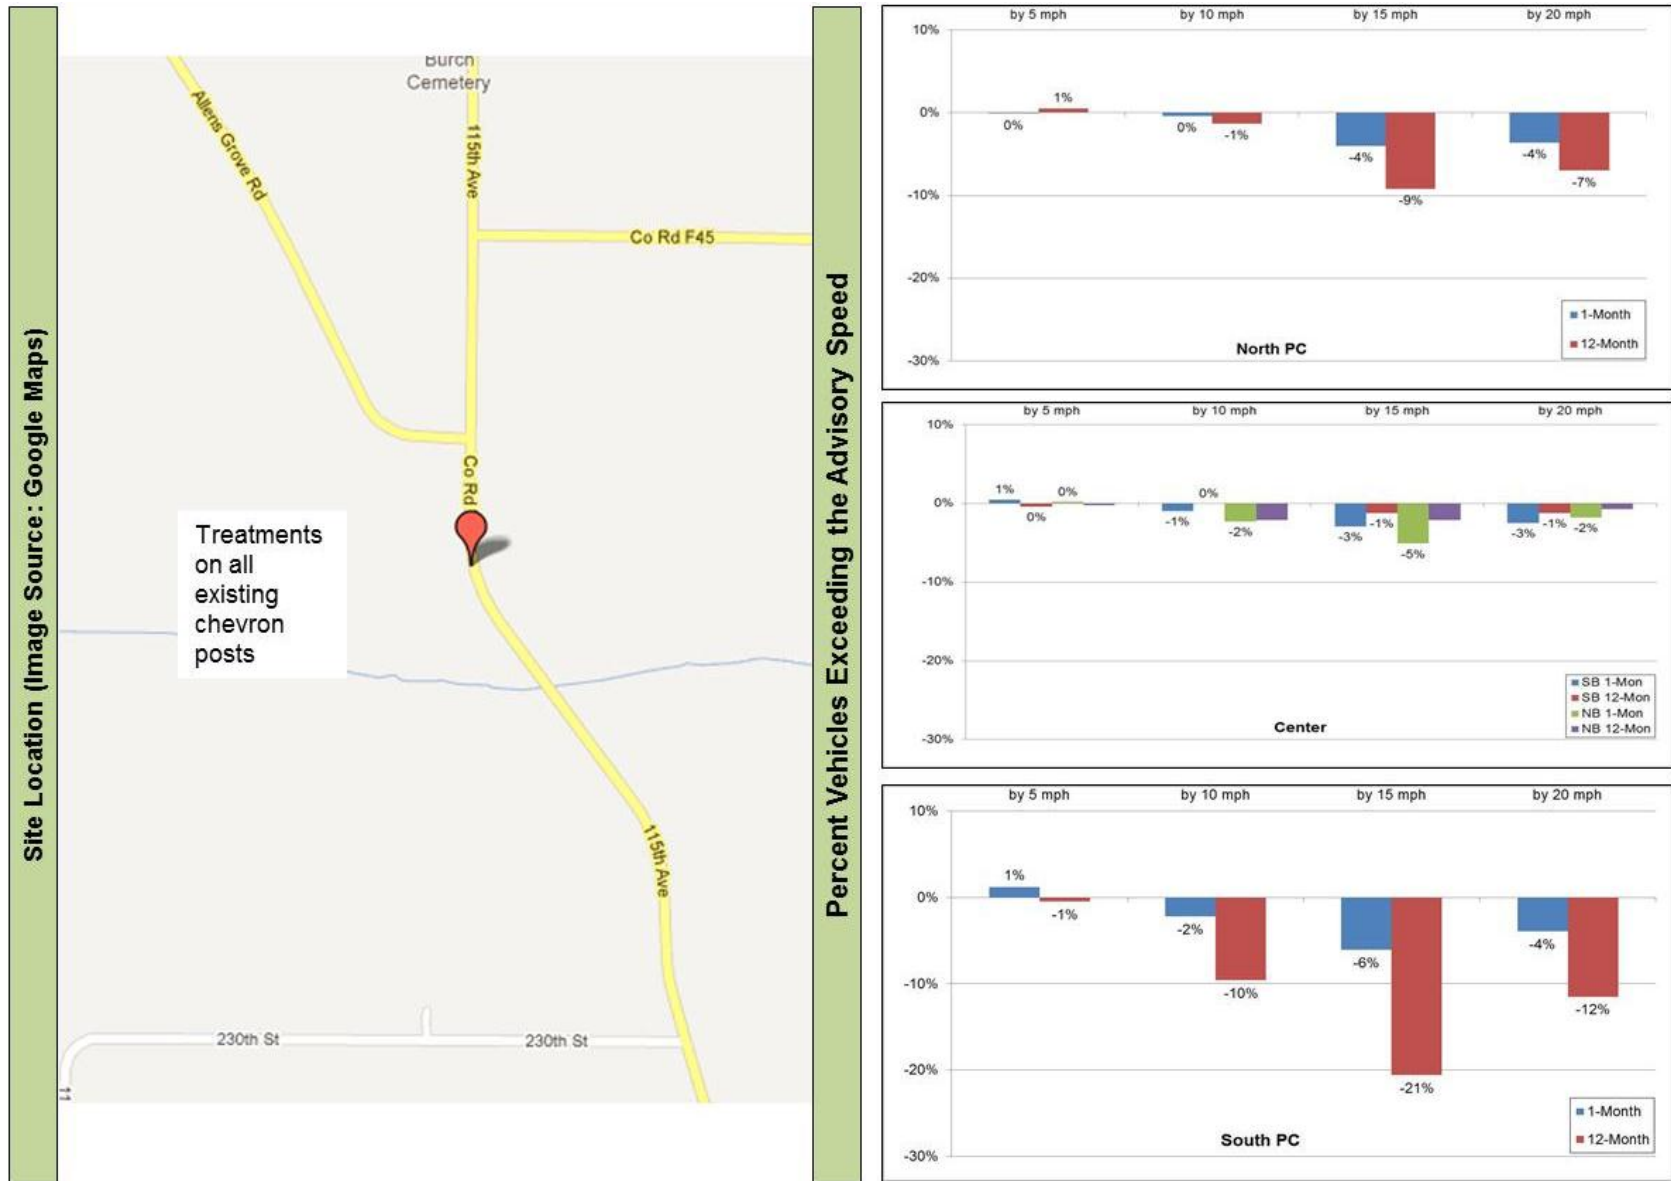 Site Location (Image Source: Google Maps)
Burch
Cemetery
Allens Grove Rd
115th Ave
Co Rd F45
Co Rd
Treatments
on all
existing
chevron
posts
115th Ave
230th St
230th St
11
Percent Vehicles Exceeding the Advisory Speed
by 5 mph by 10 mph by 15 mph by 20 mph
10%
1%
0%
0% 0% -1%
-4% -4%
-7%
-9%
-10%
-20%
1-Month
12-Month
North PC
-30%
by 5 mph by 10 mph by 15 mph by 20 mph
10%
1% 0% 0%
0%
0% -1% -2% -3% -1% -5% -3% -1% -2%
-10%
-20%
SB 1-Mon
SB 12-Mon
NB 1-Mon
NB 12-Mon
Center
-30%
by 5 mph by 10 mph by 15 mph by 20 mph
10%
1%
0%
-1% -2% -4%
-6%
-10%
-10% -12%
-20%
-21%
1-Month
12-Month
South PC
-30%